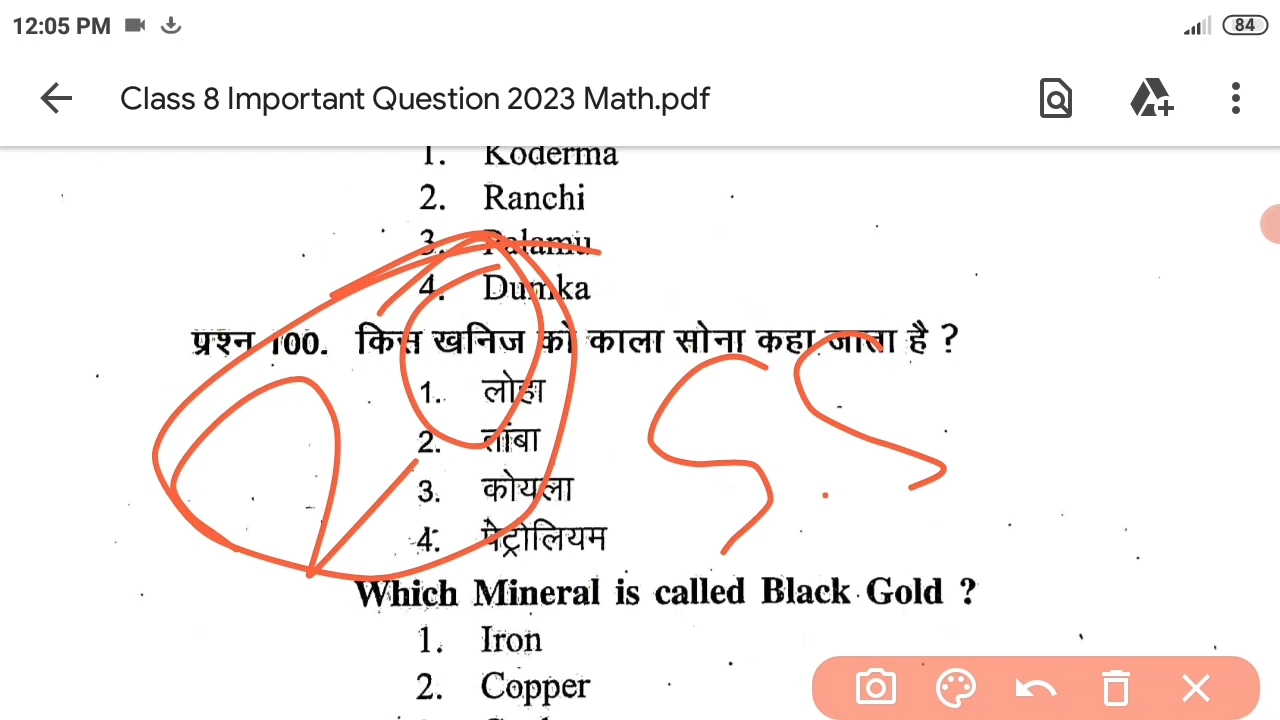 12:05 PM 84
Class 8 Important Question 2023 Math.pdf
1. Koderma
2. Ranchi
3. Palamu
4. Dumka
प्रश्न 100. किस खनिज को काला सोना कहा जाता है ?
1. लोहा
2. तांबा
3. कोयला
4. पेट्रोलियम
Which Mineral is called Black Gold ?
1. Iron
2. Copper